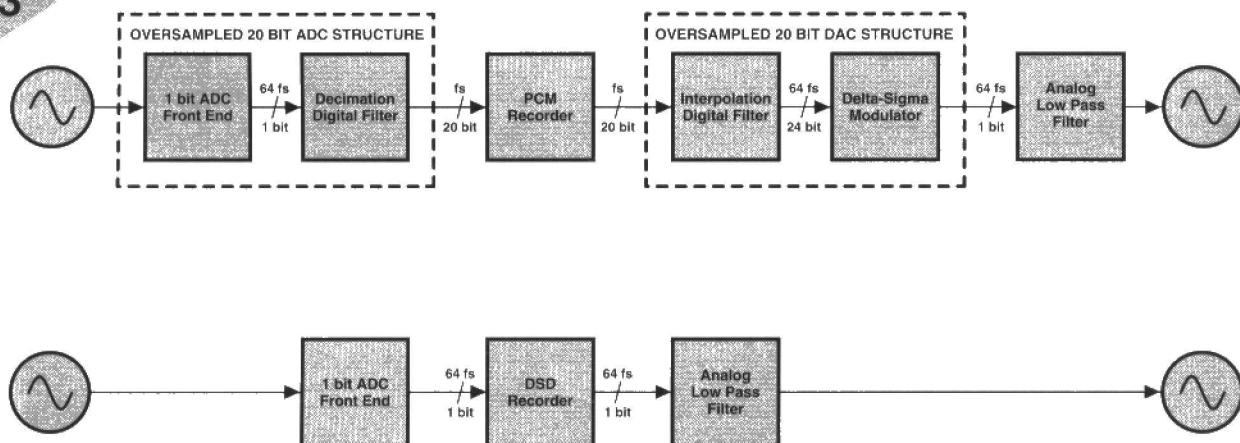 3
OVERSAMPLED 20 BIT ADC STRUCTURE
OVERSAMPLED 20 BIT DAC STRUCTURE
1 bit ADC
Front End
64 fs
1 bit
Decimation
Digital Filter
fs
20 bit
PCM
Recorder
fs
20 bit
Interpolation
Digital Filter
64 fs
24 bit
Delta-Sigma
Modulator
64 fs
1 bit
Analog
Low Pass
Filter
1 bit ADC
Front End
64 fs
1 bit
DSD
Recorder
64 fs
1 bit
Analog
Low Pass
Filter